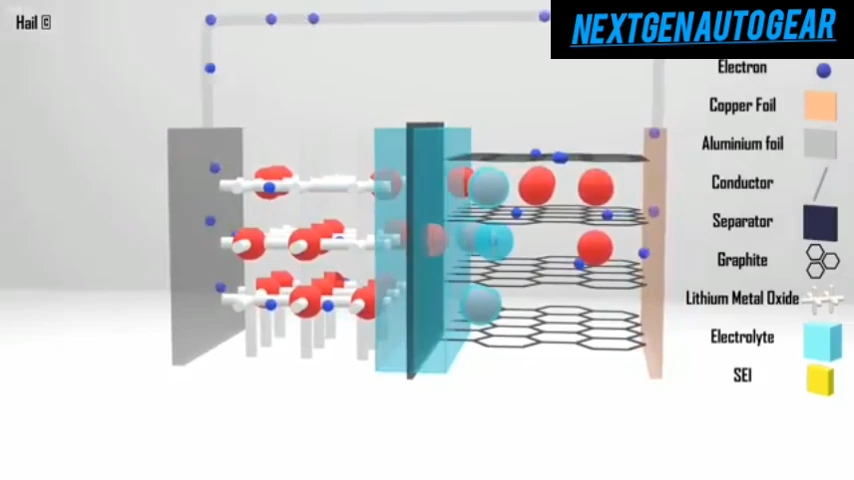 Hail ©
NEXTGENAUTOGEAR
Electron
Copper Foil
Aluminium foil
Conductor
Separator
Graphite
Lithium Metal Oxide
Electrolyte
SEI